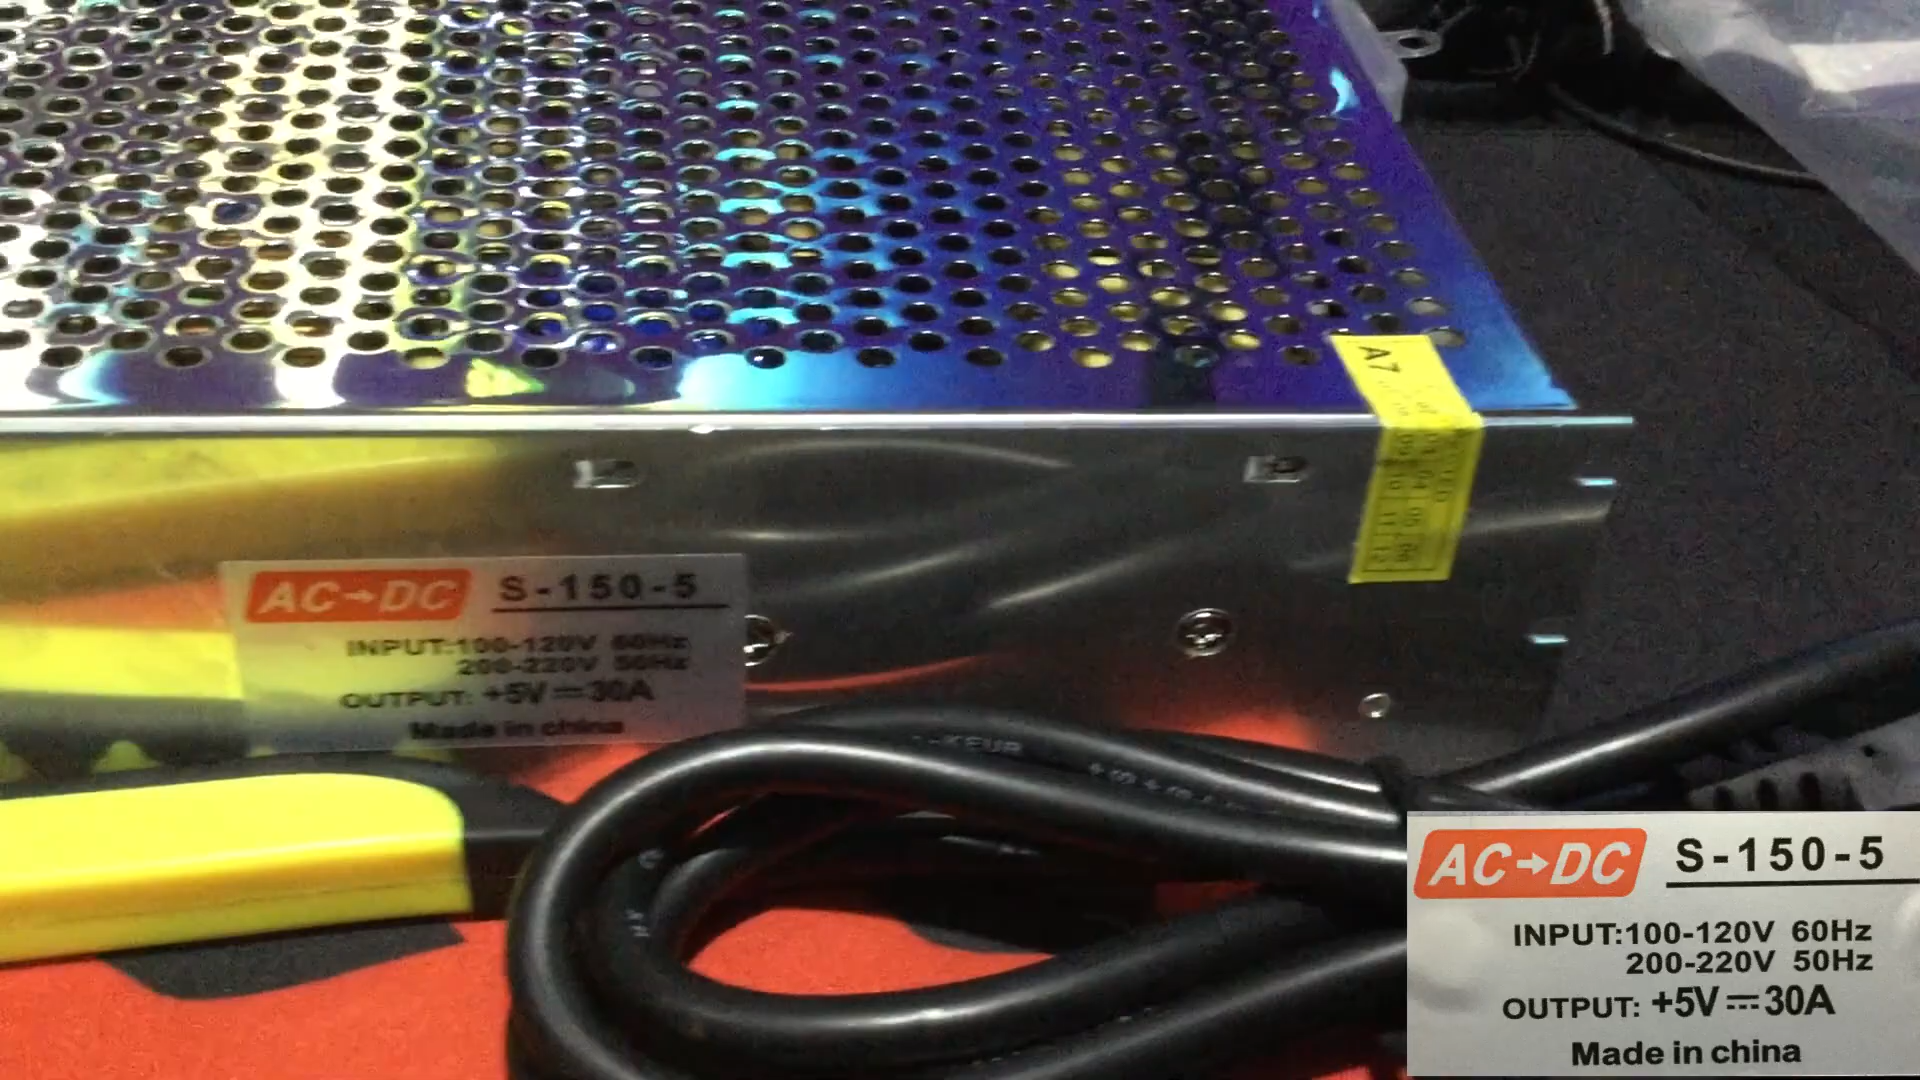 A7
AC→DC S-150-5
INPUT:100-120V 60Hz
200-220V 50Hz
OUTPUT: +5V⎓30A
Made in china
AC→DC S-150-5
INPUT:100-120V 60Hz
200-220V 50Hz
OUTPUT: +5V⎓30A
Made in china